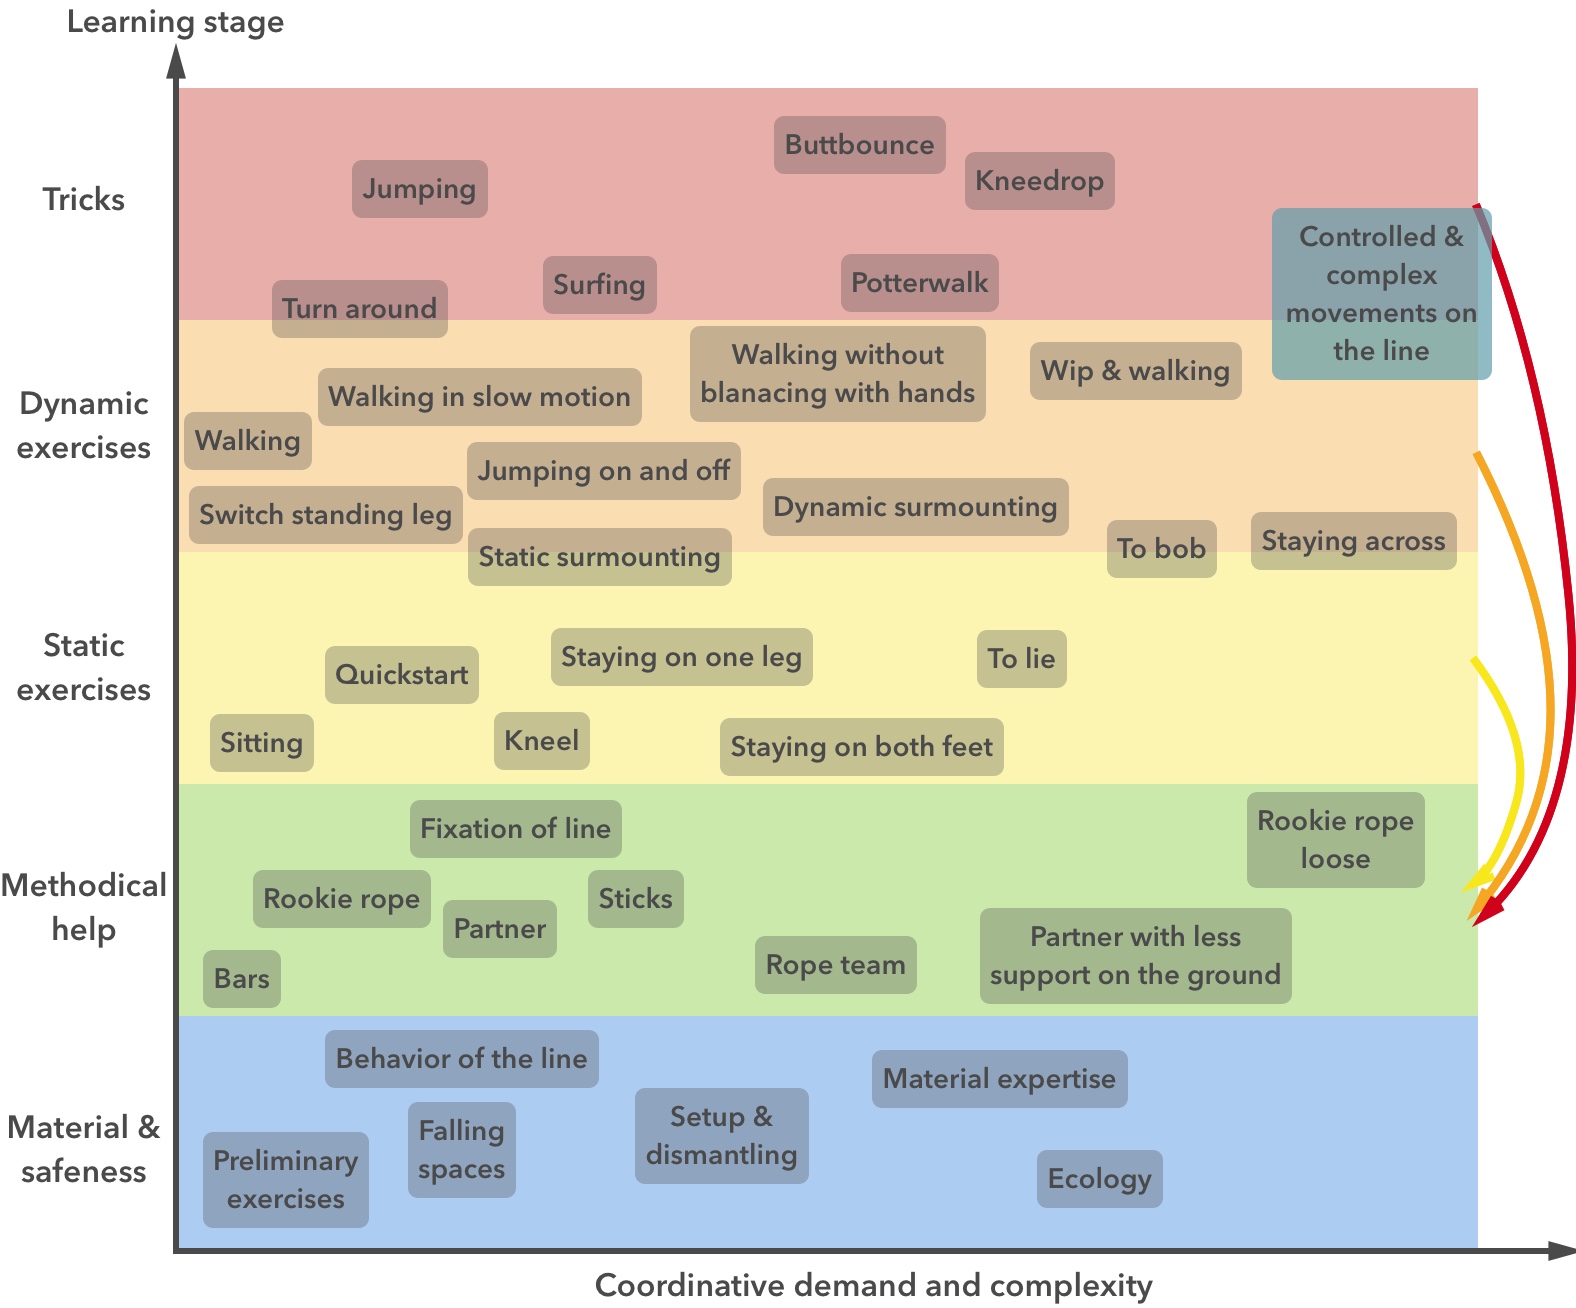 Learning stage
Tricks
Buttbounce
Jumping
Kneedrop
Controlled &
complex
movements on
the line
Surfing
Potterwalk
Turn around
Dynamic
exercises
Walking without
blanacing with hands
Wip & walking
Walking in slow motion
Walking
Jumping on and off
Switch standing leg
Dynamic surmounting
Static surmounting
To bob
Staying across
Static
exercises
Quickstart
Staying on one leg
To lie
Sitting
Kneel
Staying on both feet
Methodical
help
Fixation of line
Rookie rope
loose
Rookie rope
Sticks
Partner
Partner with less
support on the ground
Rope team
Bars
Material &
safeness
Behavior of the line
Material expertise
Setup &
dismantling
Falling
spaces
Preliminary
exercises
Ecology
Coordinative demand and complexity